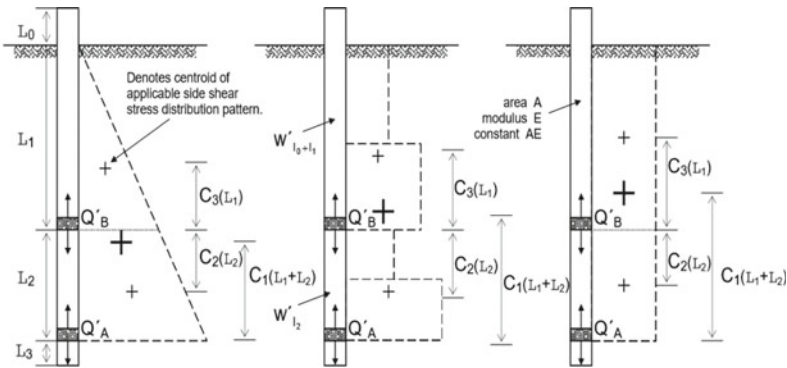 L0
L1
L2
L3
Denotes centroid of
applicable side shear
stress distribution pattern.
Q´B
Q´A
C3(L1)
C2(L2)
C1(L1+L2)
W´l0+l1
Q´B
W´l2
Q´A
C3(L1)
C2(L2)
C1(L1+L2)
area A
modulus E
constant AE
Q´B
Q´A
C3(L1)
C2(L2)
C1(L1+L2)